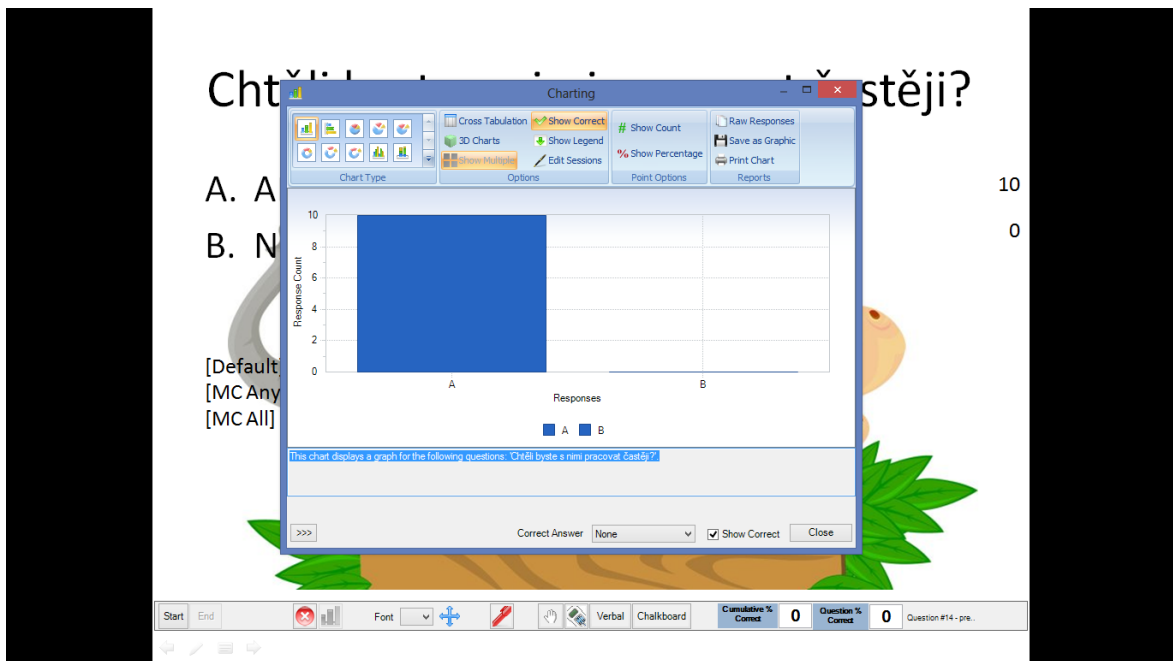 Chtěli
častěji?
Charting
Cross Tabulation
Show Correct
3D Charts
Show Legend
Show Multiple
Edit Sessions
# Show Count
% Show Percentage
Raw Responses
Save as Graphic
Print Chart
Chart Type
Options
Point Options
Reports
A. A
10
B. N
0
10
8
6
4
2
0
Response Count
A
B
Responses
A B
[Default]
[MC Any
[MC All]
This chart displays a graph for the following questions: 'Chtěli byste s nimi pracovat častěji?'.
>>>
Correct Answer
None
Show Correct
Close
Start
End
Font
Verbal
Chalkboard
Cumulative % Correct
0
Question % Correct
0
Question #14 - pre..